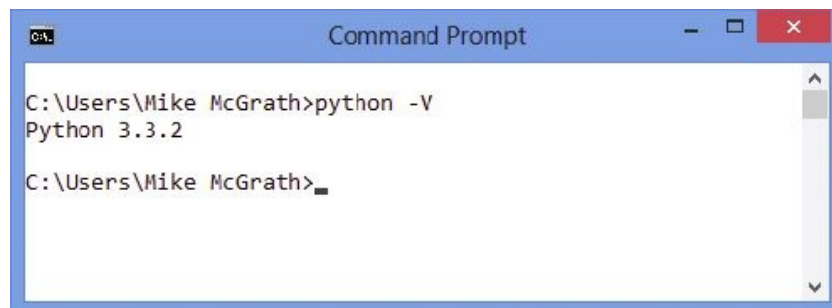 C:\.
Command Prompt
C:\Users\Mike McGrath>python -V
Python 3.3.2
C:\Users\Mike McGrath>_